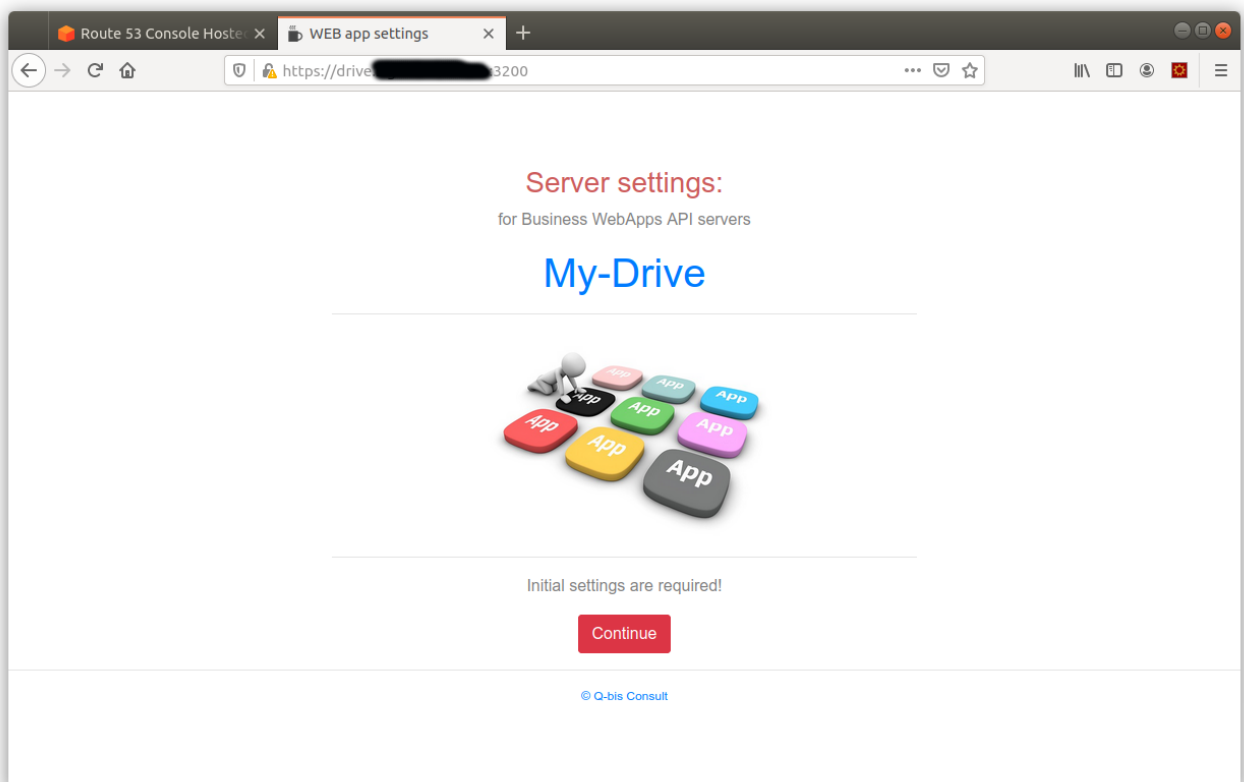 Route 53 Console Hosted
WEB app settings
https://drive. 3200
Server settings:
for Business WebApps API servers
My-Drive
App App App
App App App
App App App
Initial settings are required!
Continue
© Q-bis Consult